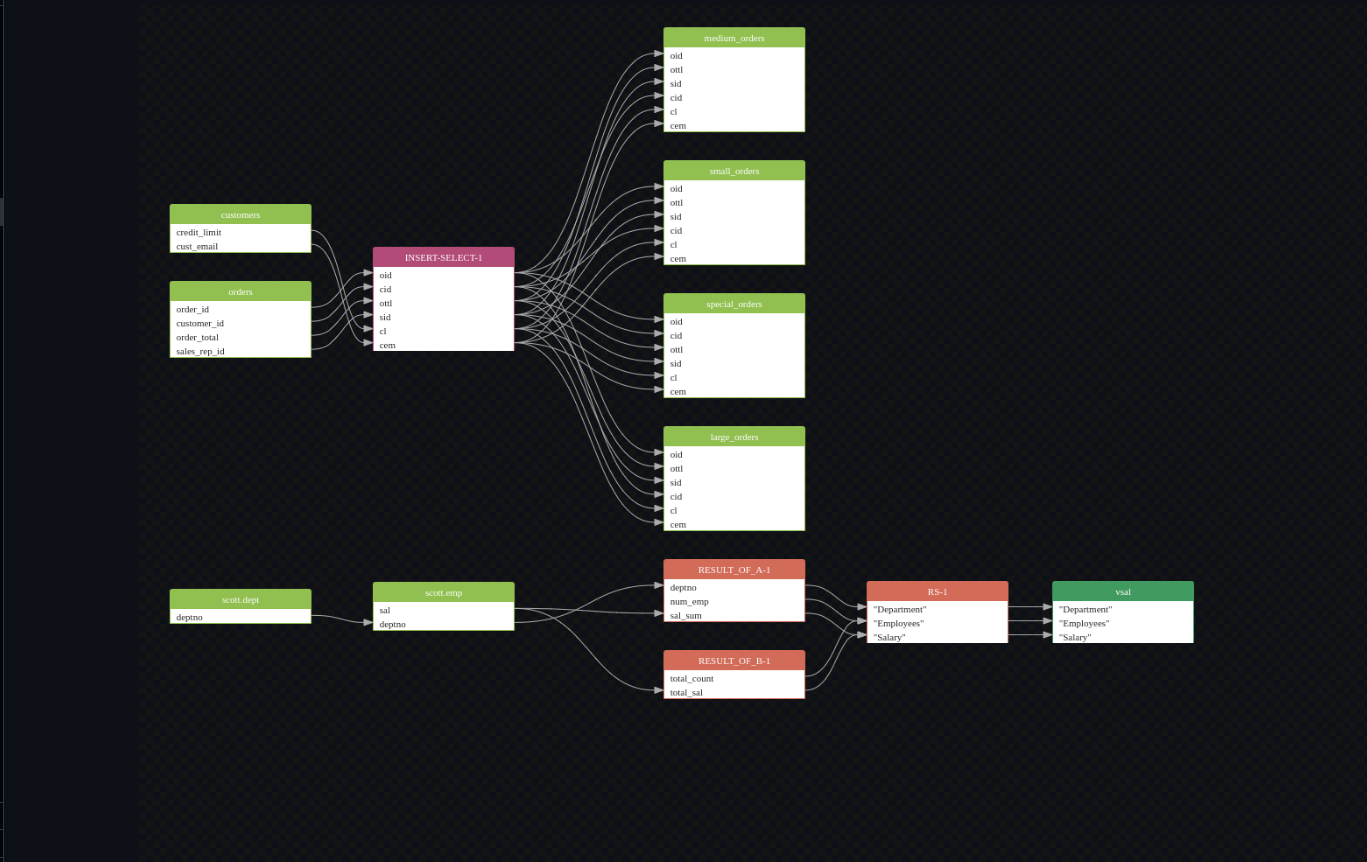 customers
credit_limit
cust_email
orders
order_id
customer_id
order_total
sales_rep_id
INSERT-SELECT-1
oid
cid
ottl
sid
cl
cem
medium_orders
oid
ottl
sid
cid
cl
cem
small_orders
oid
ottl
sid
cid
cl
cem
special_orders
oid
cid
ottl
sid
cl
cem
large_orders
oid
ottl
sid
cid
cl
cem
scott.dept
deptno
scott.emp
sal
deptno
RESULT_OF_A-1
deptno
num_emp
sal_sum
RESULT_OF_B-1
total_count
total_sal
RS-1
"Department"
"Employees"
"Salary"
vsal
"Department"
"Employees"
"Salary"